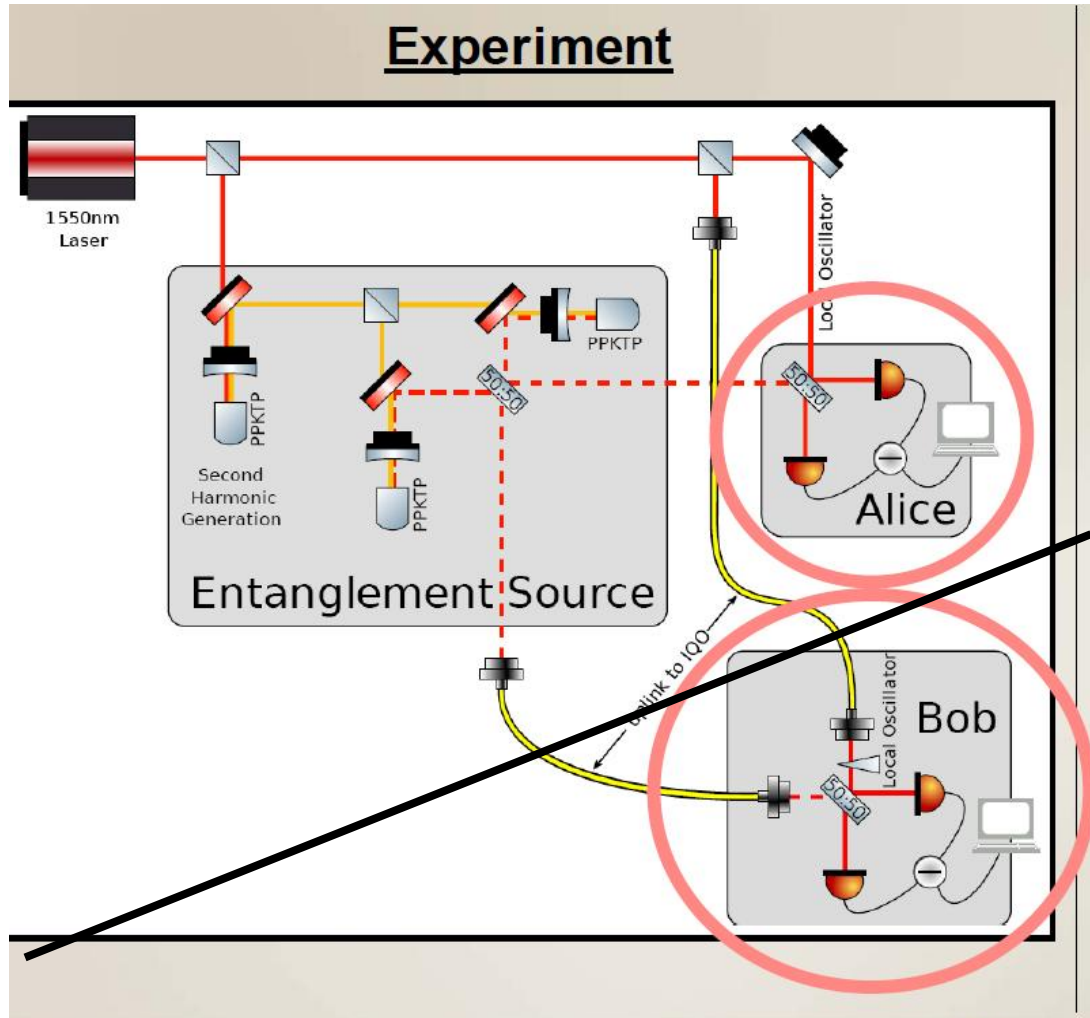 Experiment
1550nm
Laser
Local Oscillator
PPKTP
50:50
50:50
PPKTP
PPKTP
Second
Harmonic
Generation
Alice
Entanglement Source
Uplink to IQO
Local Oscillator
Bob
50:50